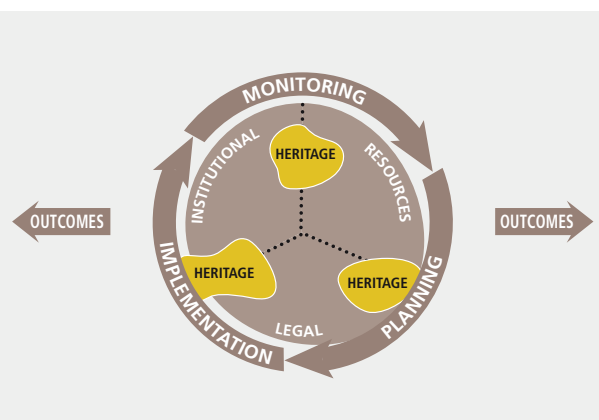 MONITORING
INSTITUTIONAL
HERITAGE
RESOURCES
OUTCOMES
OUTCOMES
HERITAGE
HERITAGE
IMPLEMENTATION
LEGAL
PLANNING